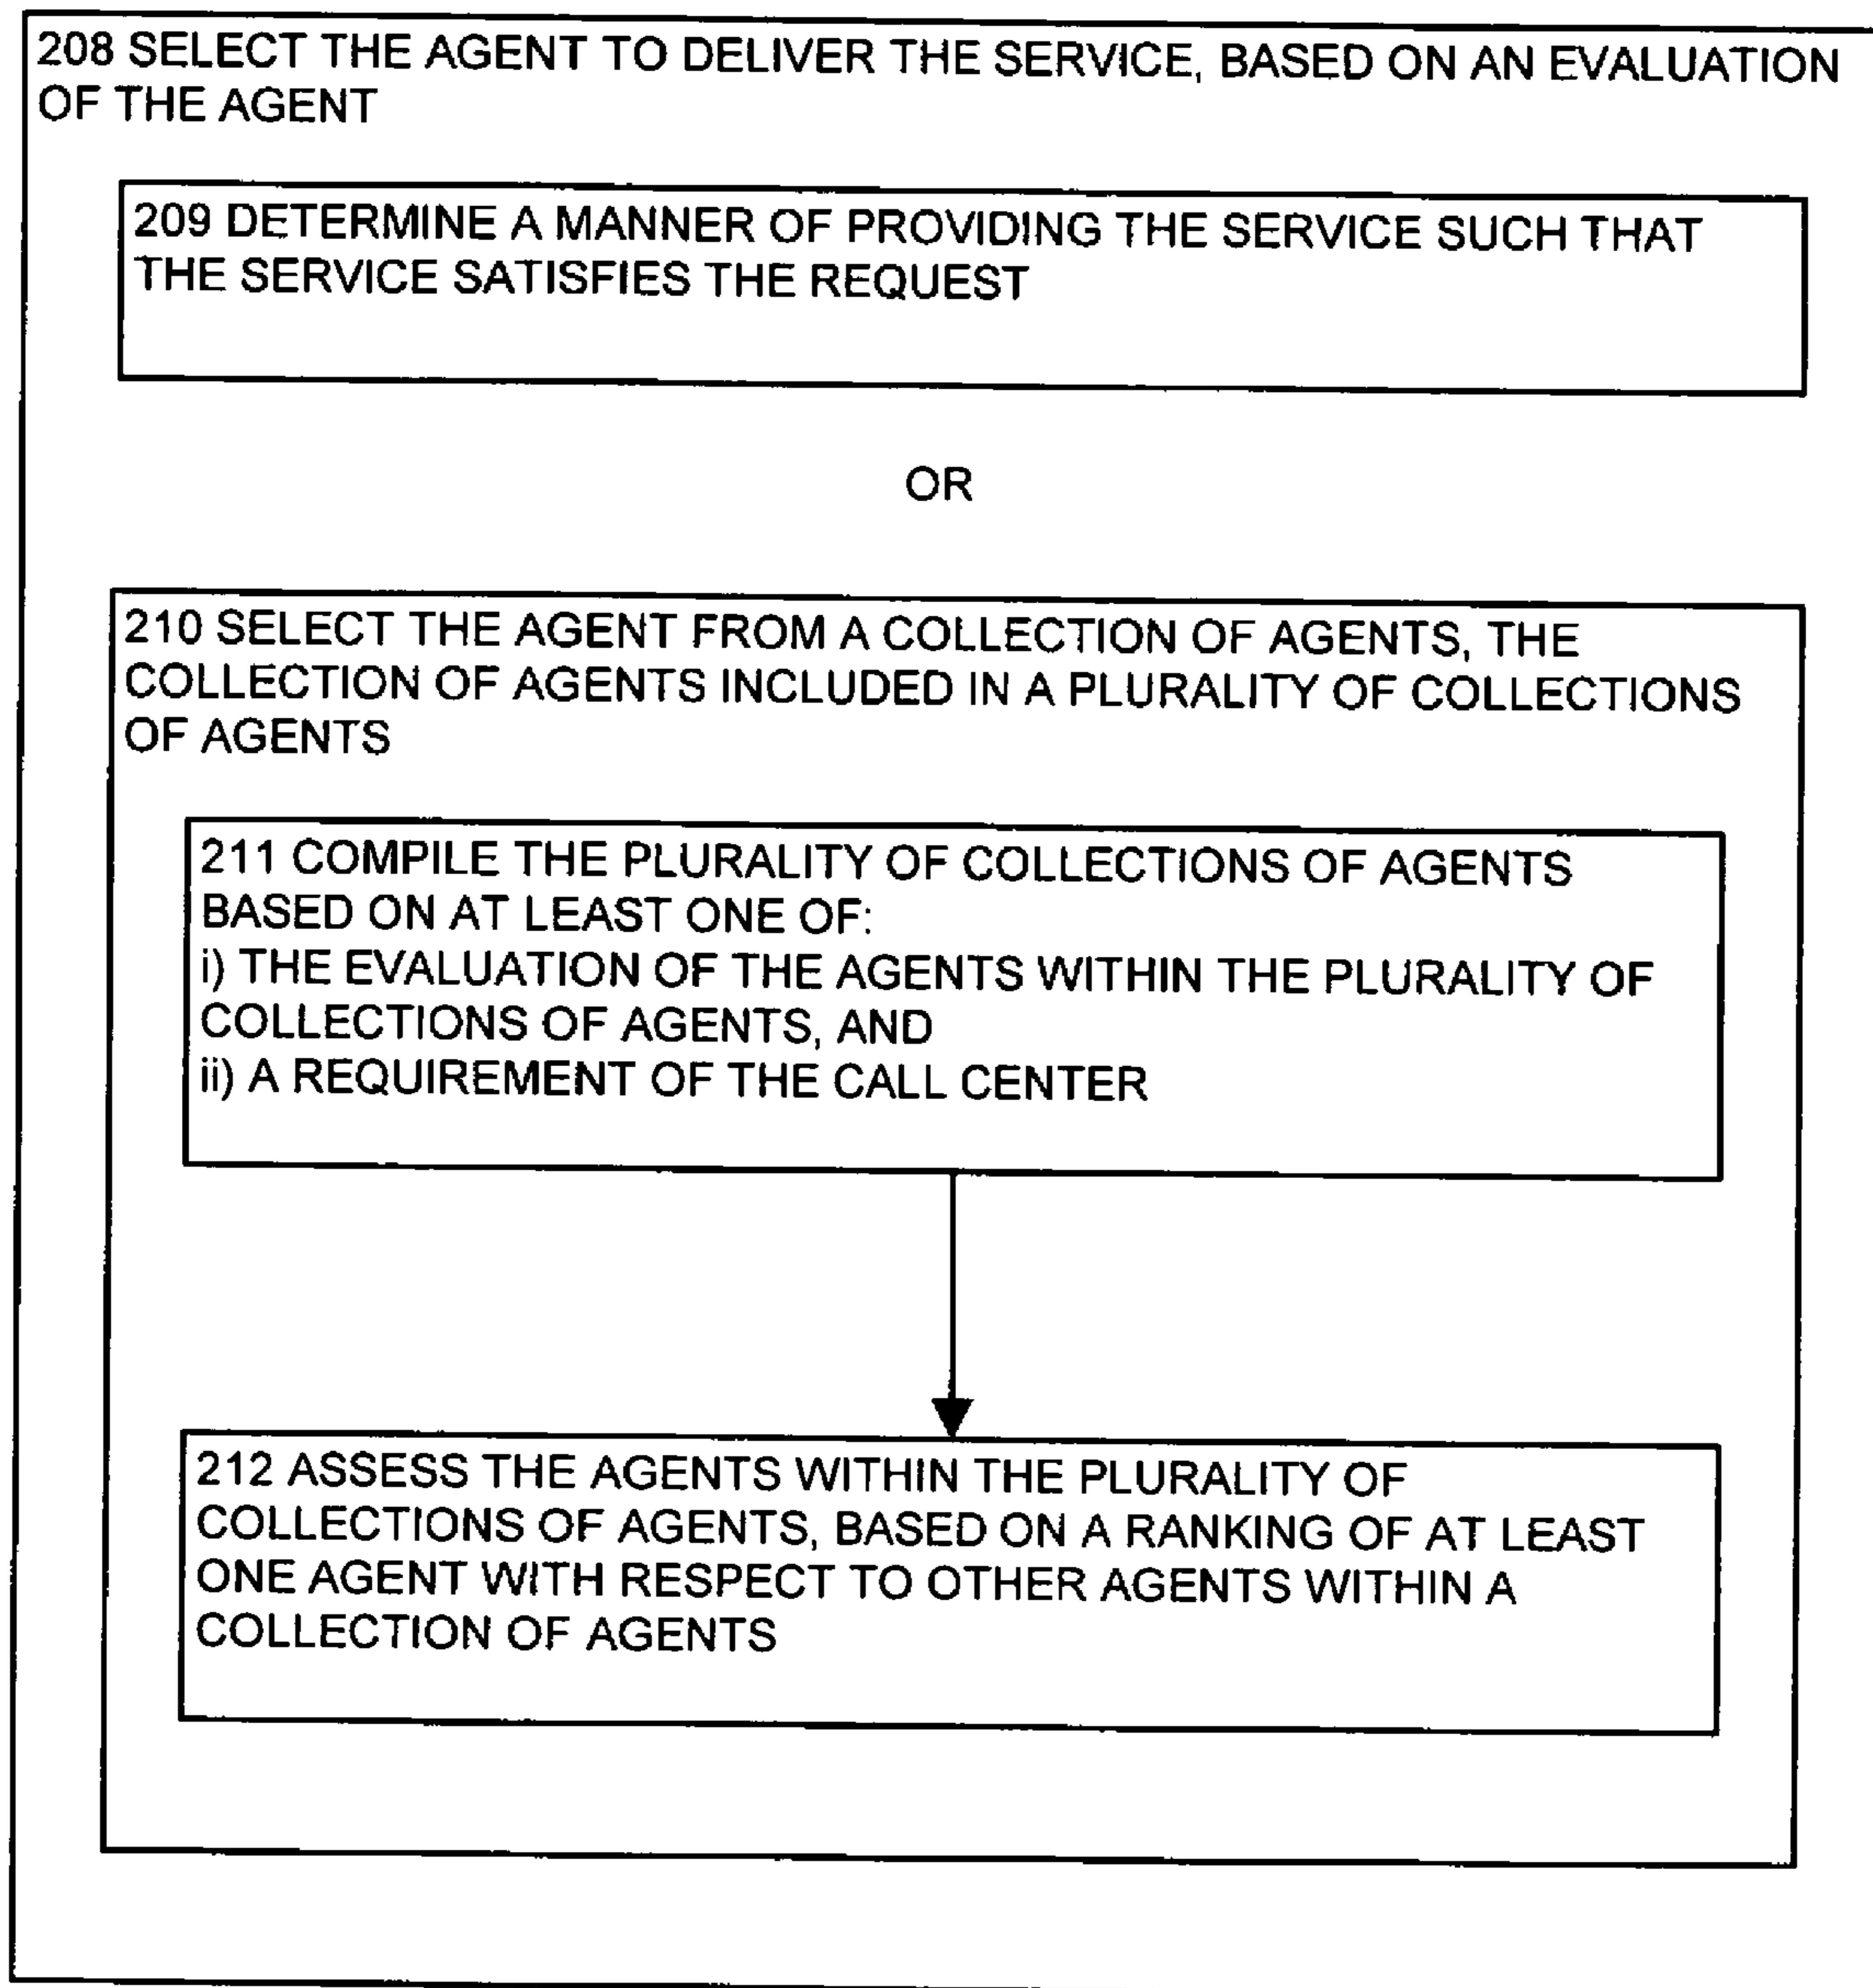 208 SELECT THE AGENT TO DELIVER THE SERVICE, BASED ON AN EVALUATION
OF THE AGENT
209 DETERMINE A MANNER OF PROVIDING THE SERVICE SUCH THAT
THE SERVICE SATISFIES THE REQUEST
OR
210 SELECT THE AGENT FROM A COLLECTION OF AGENTS, THE
COLLECTION OF AGENTS INCLUDED IN A PLURALITY OF COLLECTIONS
OF AGENTS
211 COMPILE THE PLURALITY OF COLLECTIONS OF AGENTS
BASED ON AT LEAST ONE OF:
i) THE EVALUATION OF THE AGENTS WITHIN THE PLURALITY OF
COLLECTIONS OF AGENTS, AND
ii) A REQUIREMENT OF THE CALL CENTER
212 ASSESS THE AGENTS WITHIN THE PLURALITY OF
COLLECTIONS OF AGENTS, BASED ON A RANKING OF AT LEAST
ONE AGENT WITH RESPECT TO OTHER AGENTS WITHIN A
COLLECTION OF AGENTS